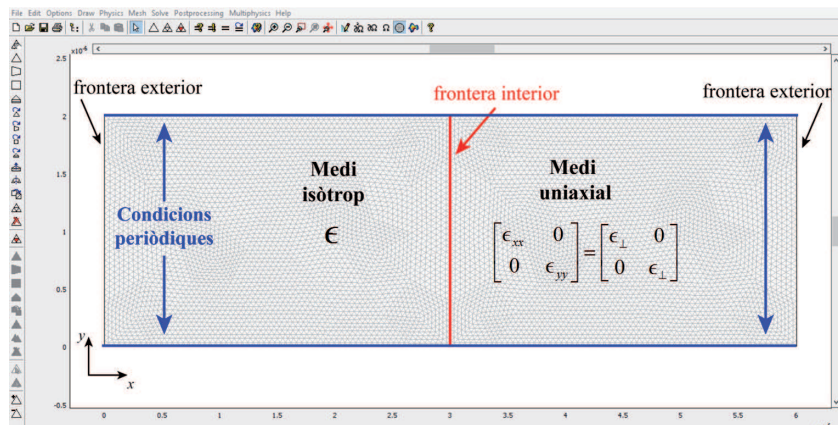 File Edit Options Draw Physics Mesh Solve Postprocessing Multiphysics Help
×10⁻⁶
2.5
2
1.5
1
0.5
0
-0.5
frontera exterior
frontera interior
frontera exterior
Medi
isòtrop
ϵ
Medi
uniaxial
[ϵxx 0
0 ϵyy] = [ϵ⊥ 0
0 ϵ⊥]
Condicions
periòdiques
y
x
0 0.5 1 1.5 2 2.5 3 3.5 4 4.5 5 5.5 6